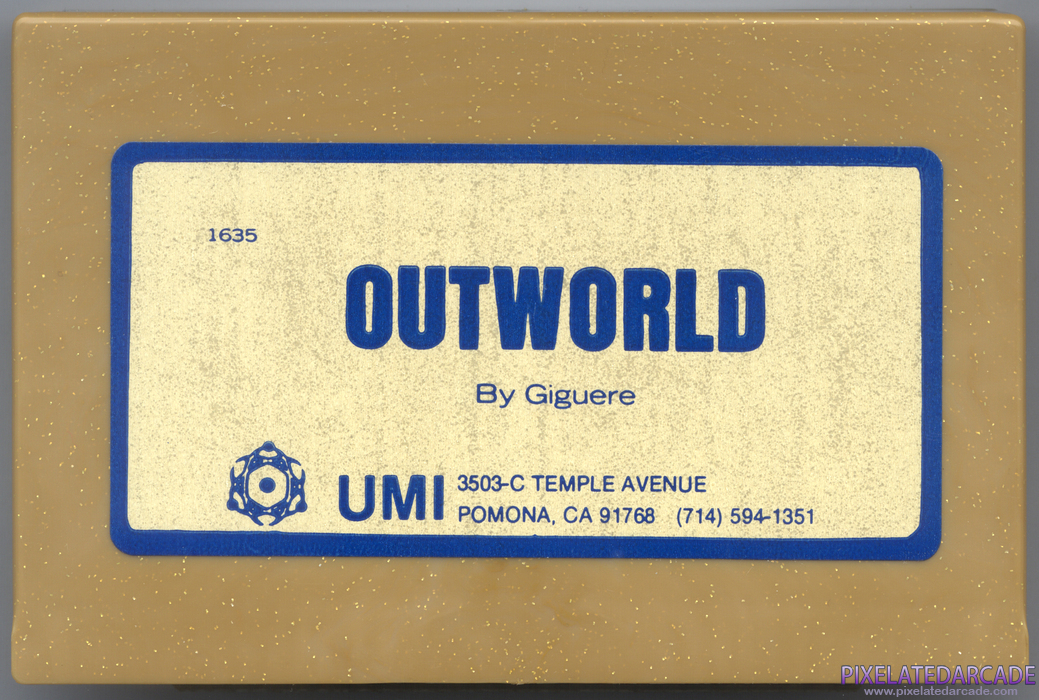 1635
OUTWORLD
By Giguere
UMI
3503-C TEMPLE AVENUE
POMONA, CA 91768 (714) 594-1351
PIXELATEDARCADE
www.pixelatedarcade.com